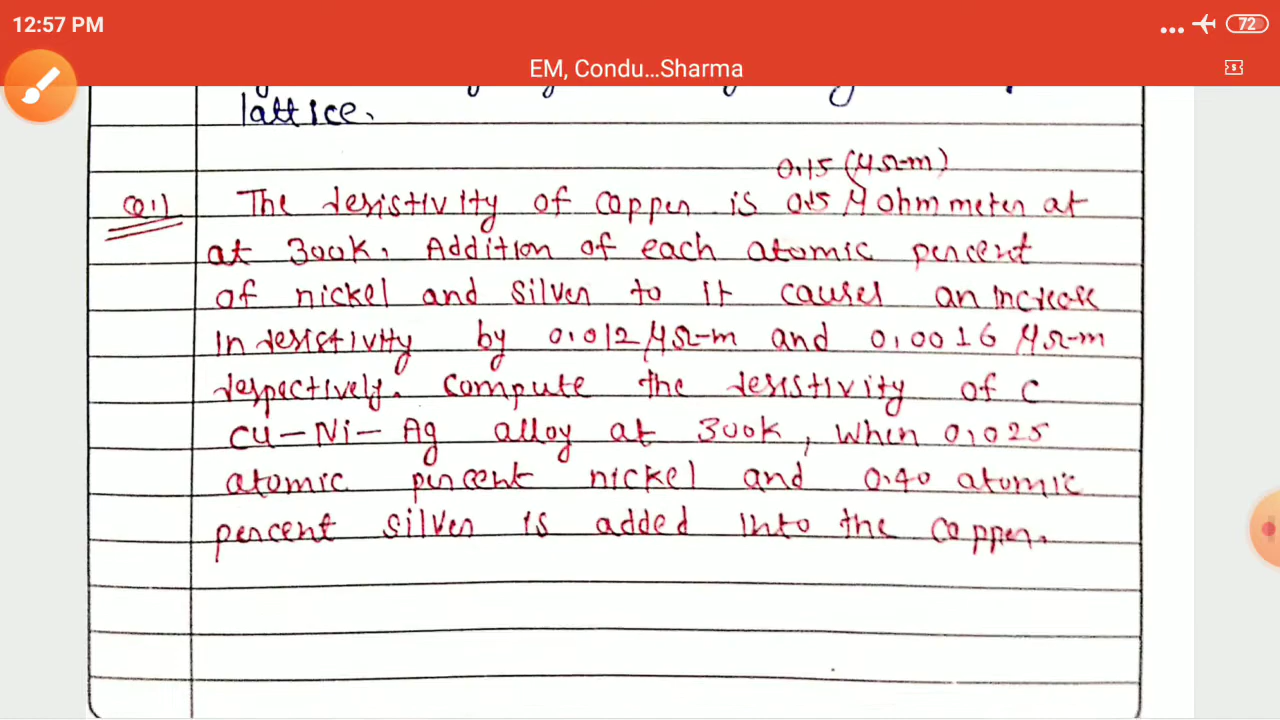 12:57 PM
72
EM, Condu...Sharma
lattice.
0.15 (μΩ-m)
Q.1) The resistivity of copper is 0.15 μ ohm meter at
at 300K. Addition of each atomic percent
of nickel and silver to it causes an increase
in resistivity by 0.012 μΩ-m and 0.0016 μΩ-m
respectively. Compute the resistivity of C
Cu-Ni-Ag alloy at 300K, When 0.025
atomic percent nickel and 0.40 atomic
percent silver is added into the copper.